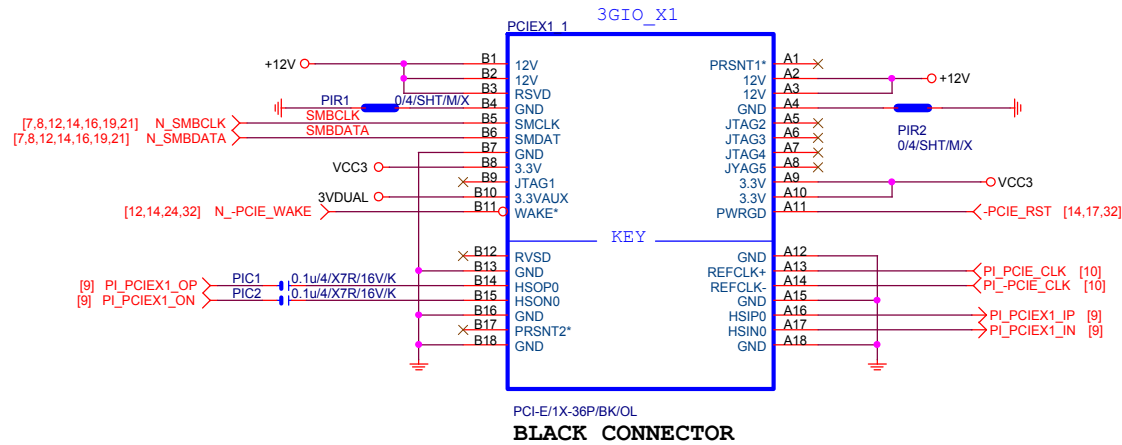 3GIO_X1
PCIEX1_1
+12V B1 12V PRSNT1* A1
B2 12V 12V A2 +12V
B3 RSVD 12V A3
PIR1 0/4/SHT/M/X B4 GND GND A4
[7,8,12,14,16,19,21] N_SMBCLK SMBCLK B5 SMCLK JTAG2 A5
[7,8,12,14,16,19,21] N_SMBDATA SMBDATA B6 SMDAT JTAG3 A6 PIR2
B7 GND JTAG4 A7 0/4/SHT/M/X
VCC3 B8 3.3V JYAG5 A8
B9 JTAG1 3.3V A9 VCC3
3VDUAL B10 3.3VAUX 3.3V A10
[12,14,24,32] N_-PCIE_WAKE B11 WAKE* PWRGD A11 -PCIE_RST [14,17,32]
KEY
B12 RVSD GND A12
B13 GND REFCLK+ A13 PI_PCIE_CLK [10]
[9] PI_PCIEX1_OP PIC1 0.1u/4/X7R/16V/K B14 HSOP0 REFCLK- A14 PI_-PCIE_CLK [10]
[9] PI_PCIEX1_ON PIC2 0.1u/4/X7R/16V/K B15 HSON0 GND A15
B16 GND HSIP0 A16 PI_PCIEX1_IP [9]
B17 PRSNT2* HSIN0 A17 PI_PCIEX1_IN [9]
B18 GND GND A18
PCI-E/1X-36P/BK/OL
BLACK CONNECTOR